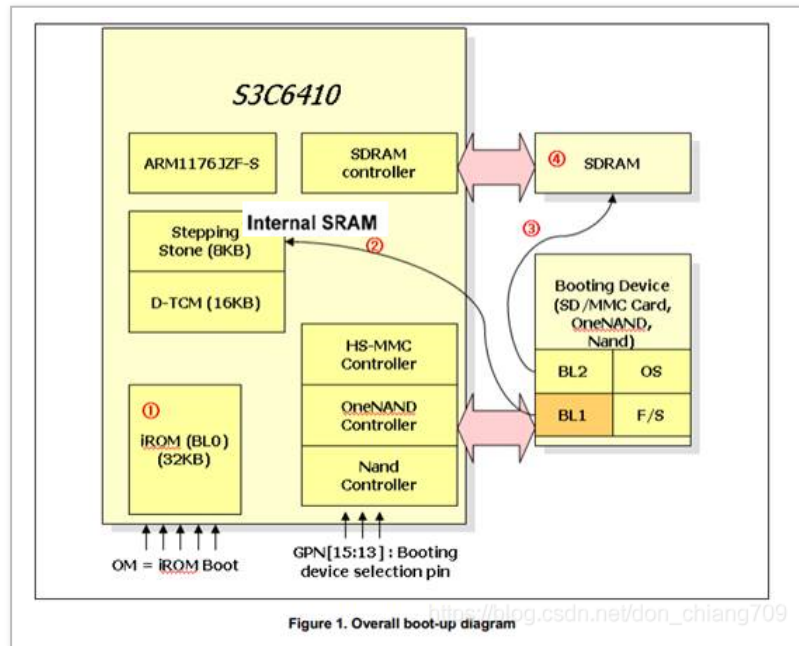 S3C6410
ARM1176JZF-S
SDRAM
controller
④
SDRAM
Internal SRAM
Stepping
Stone (8KB)
②
③
D-TCM (16KB)
Booting Device
(SD/MMC Card,
OneNAND,
Nand)
HS-MMC
Controller
BL2
OS
①
OneNAND
Controller
BL1
F/S
iROM (BL0)
(32KB)
Nand
Controller
OM = iROM Boot
GPN[15:13] : Booting
device selection pin
Figure 1. Overall boot-up diagram
https://blog.csdn.net/don_chiang709